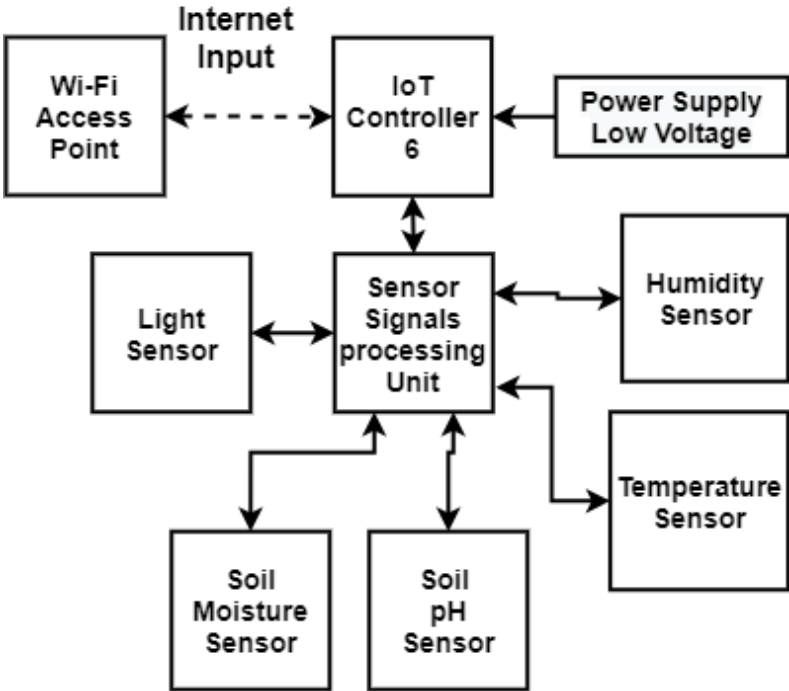 Internet
Input
Wi-Fi
Access
Point
IoT
Controller
6
Power Supply
Low Voltage
Light
Sensor
Sensor
Signals
processing
Unit
Humidity
Sensor
Temperature
Sensor
Soil
Moisture
Sensor
Soil
pH
Sensor